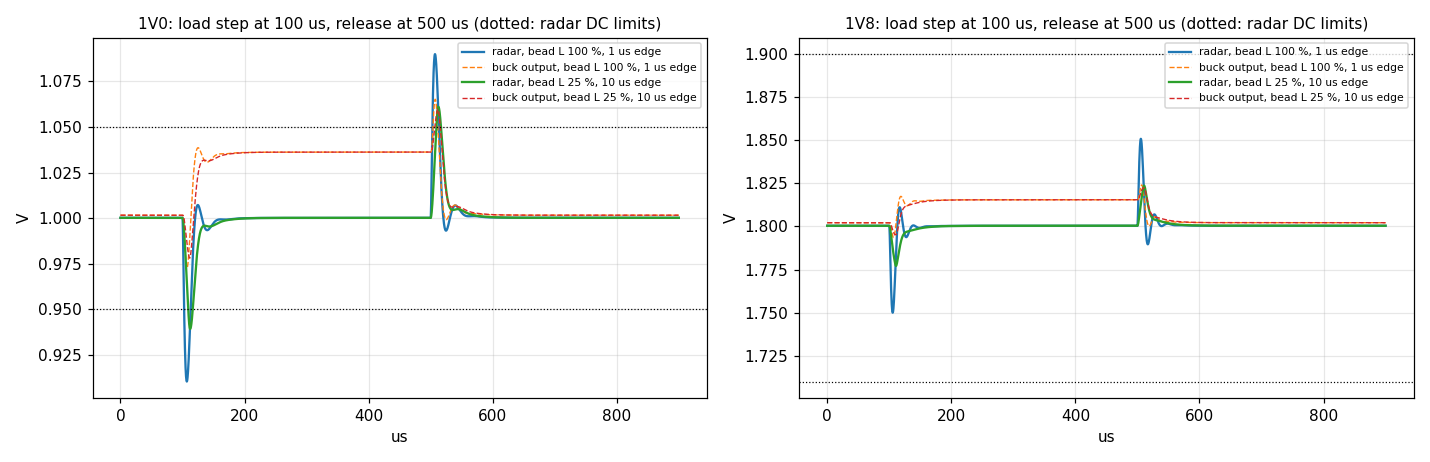 1V0: load step at 100 us, release at 500 us (dotted: radar DC limits)
radar, bead L 100 %, 1 us edge
buck output, bead L 100 %, 1 us edge
radar, bead L 25 %, 10 us edge
buck output, bead L 25 %, 10 us edge
1.075
1.050
1.025
1.000
0.975
0.950
0.925
V
0
200
400
600
800
us
1V8: load step at 100 us, release at 500 us (dotted: radar DC limits)
radar, bead L 100 %, 1 us edge
buck output, bead L 100 %, 1 us edge
radar, bead L 25 %, 10 us edge
buck output, bead L 25 %, 10 us edge
1.900
1.875
1.850
1.825
1.800
1.775
1.750
1.725
V
0
200
400
600
800
us